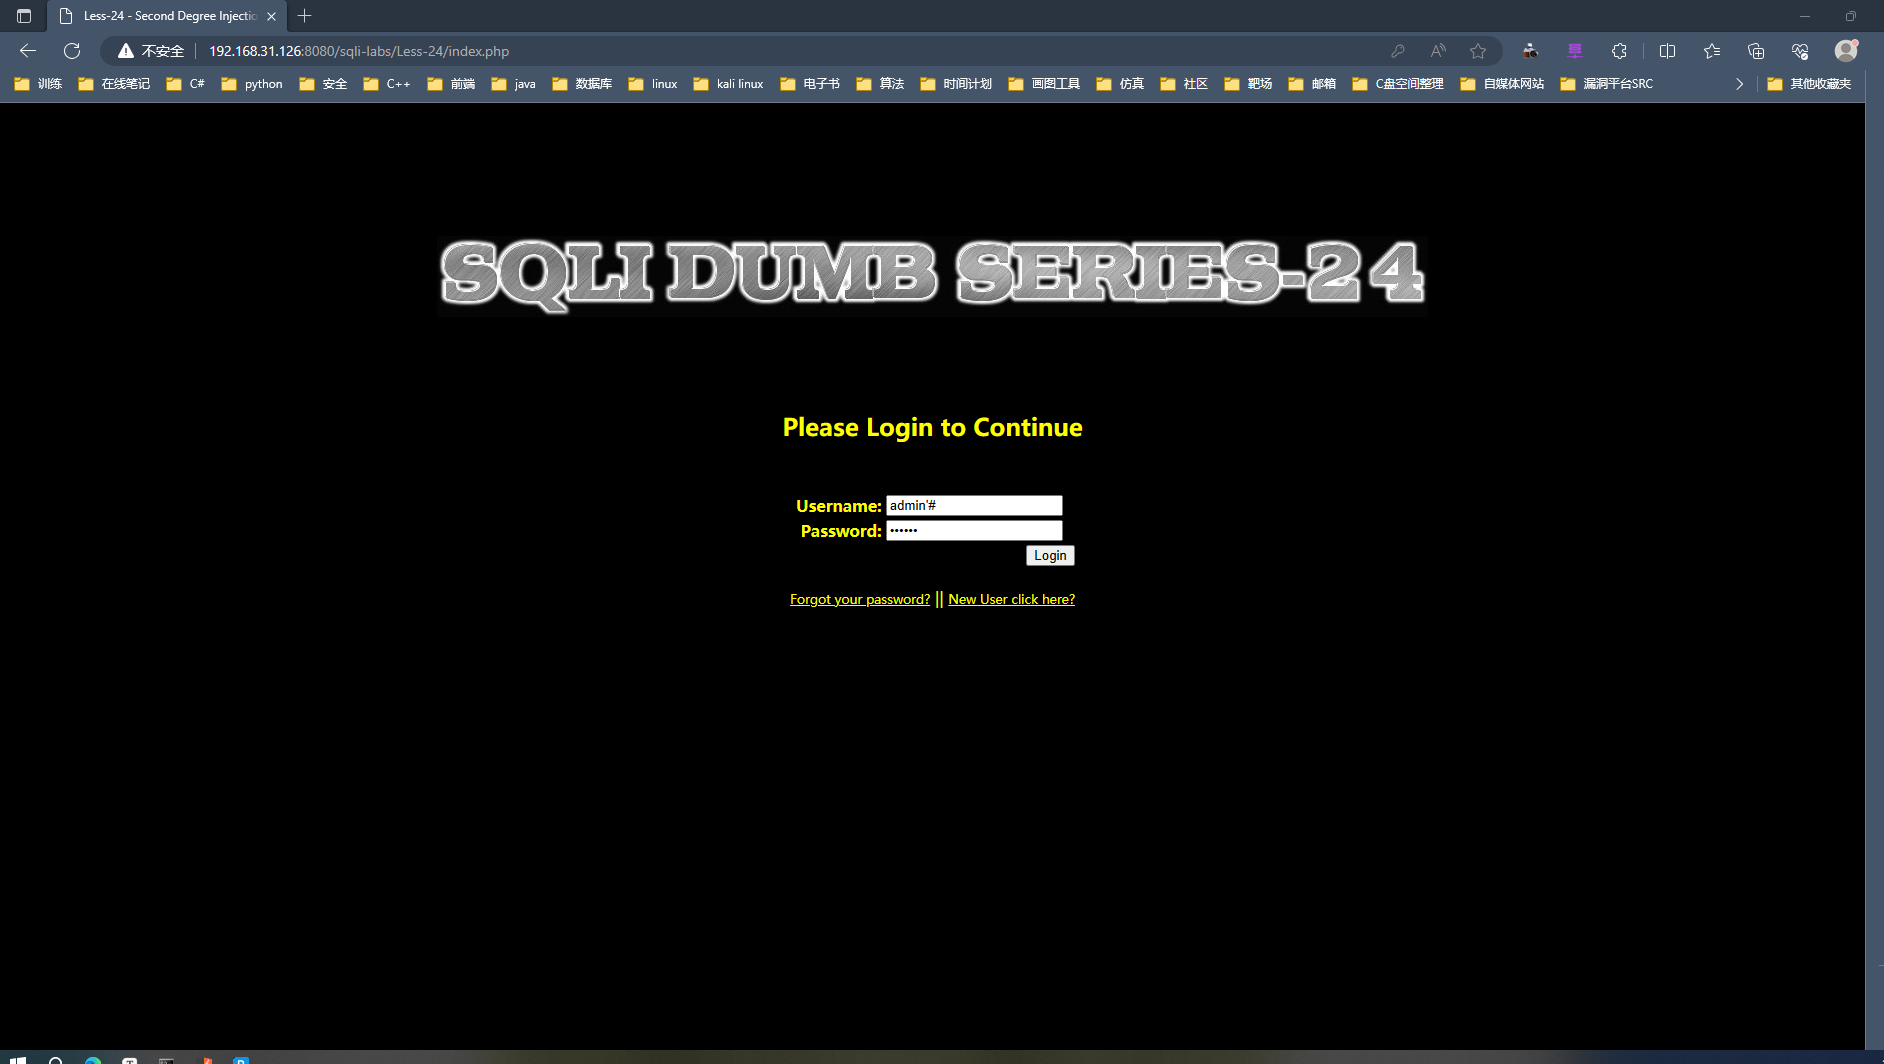 Less-24 - Second Degree Injectio
不安全 192.168.31.126:8080/sqli-labs/Less-24/index.php
训练 在线笔记 C# python 安全 C++ 前端 java 数据库 linux kali linux 电子书 算法 时间计划 画图工具 仿真 社区 靶场 邮箱 C盘空间整理 自媒体网站 漏洞平台SRC 其他收藏夹
SQLI DUMB SERIES-24
Please Login to Continue
Username: admin'#
Password: ••••••
Login
Forgot your password? || New User click here?